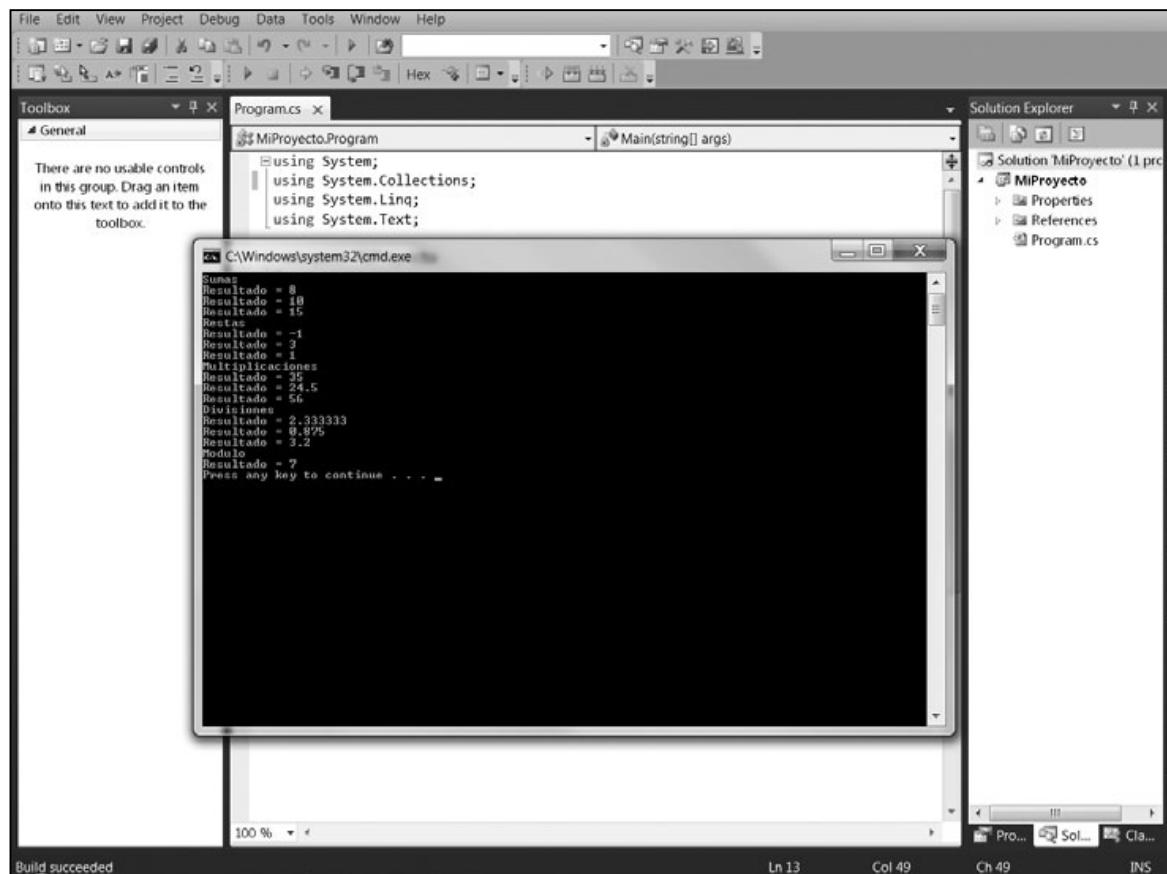 File Edit View Project Debug Data Tools Window Help
Hex
Toolbox
General
There are no usable controls
in this group. Drag an item
onto this text to add it to the
toolbox.
Program.cs
MiProyecto.Program
Main(string[] args)
using System;
using System.Collections;
using System.Linq;
using System.Text;
C:\Windows\system32\cmd.exe
Sumas
Resultado = 8
Resultado = 10
Resultado = 15
Restas
Resultado = -1
Resultado = 3
Resultado = 1
Multiplicaciones
Resultado = 35
Resultado = 24.5
Resultado = 56
Divisiones
Resultado = 2.333333
Resultado = 0.875
Resultado = 3.2
Modulo
Resultado = 7
Press any key to continue . . . _
Solution Explorer
Solution 'MiProyecto' (1 prc
MiProyecto
Properties
References
Program.cs
100 %
Pro... Sol... Cla...
Build succeeded Ln 13 Col 49 Ch 49 INS